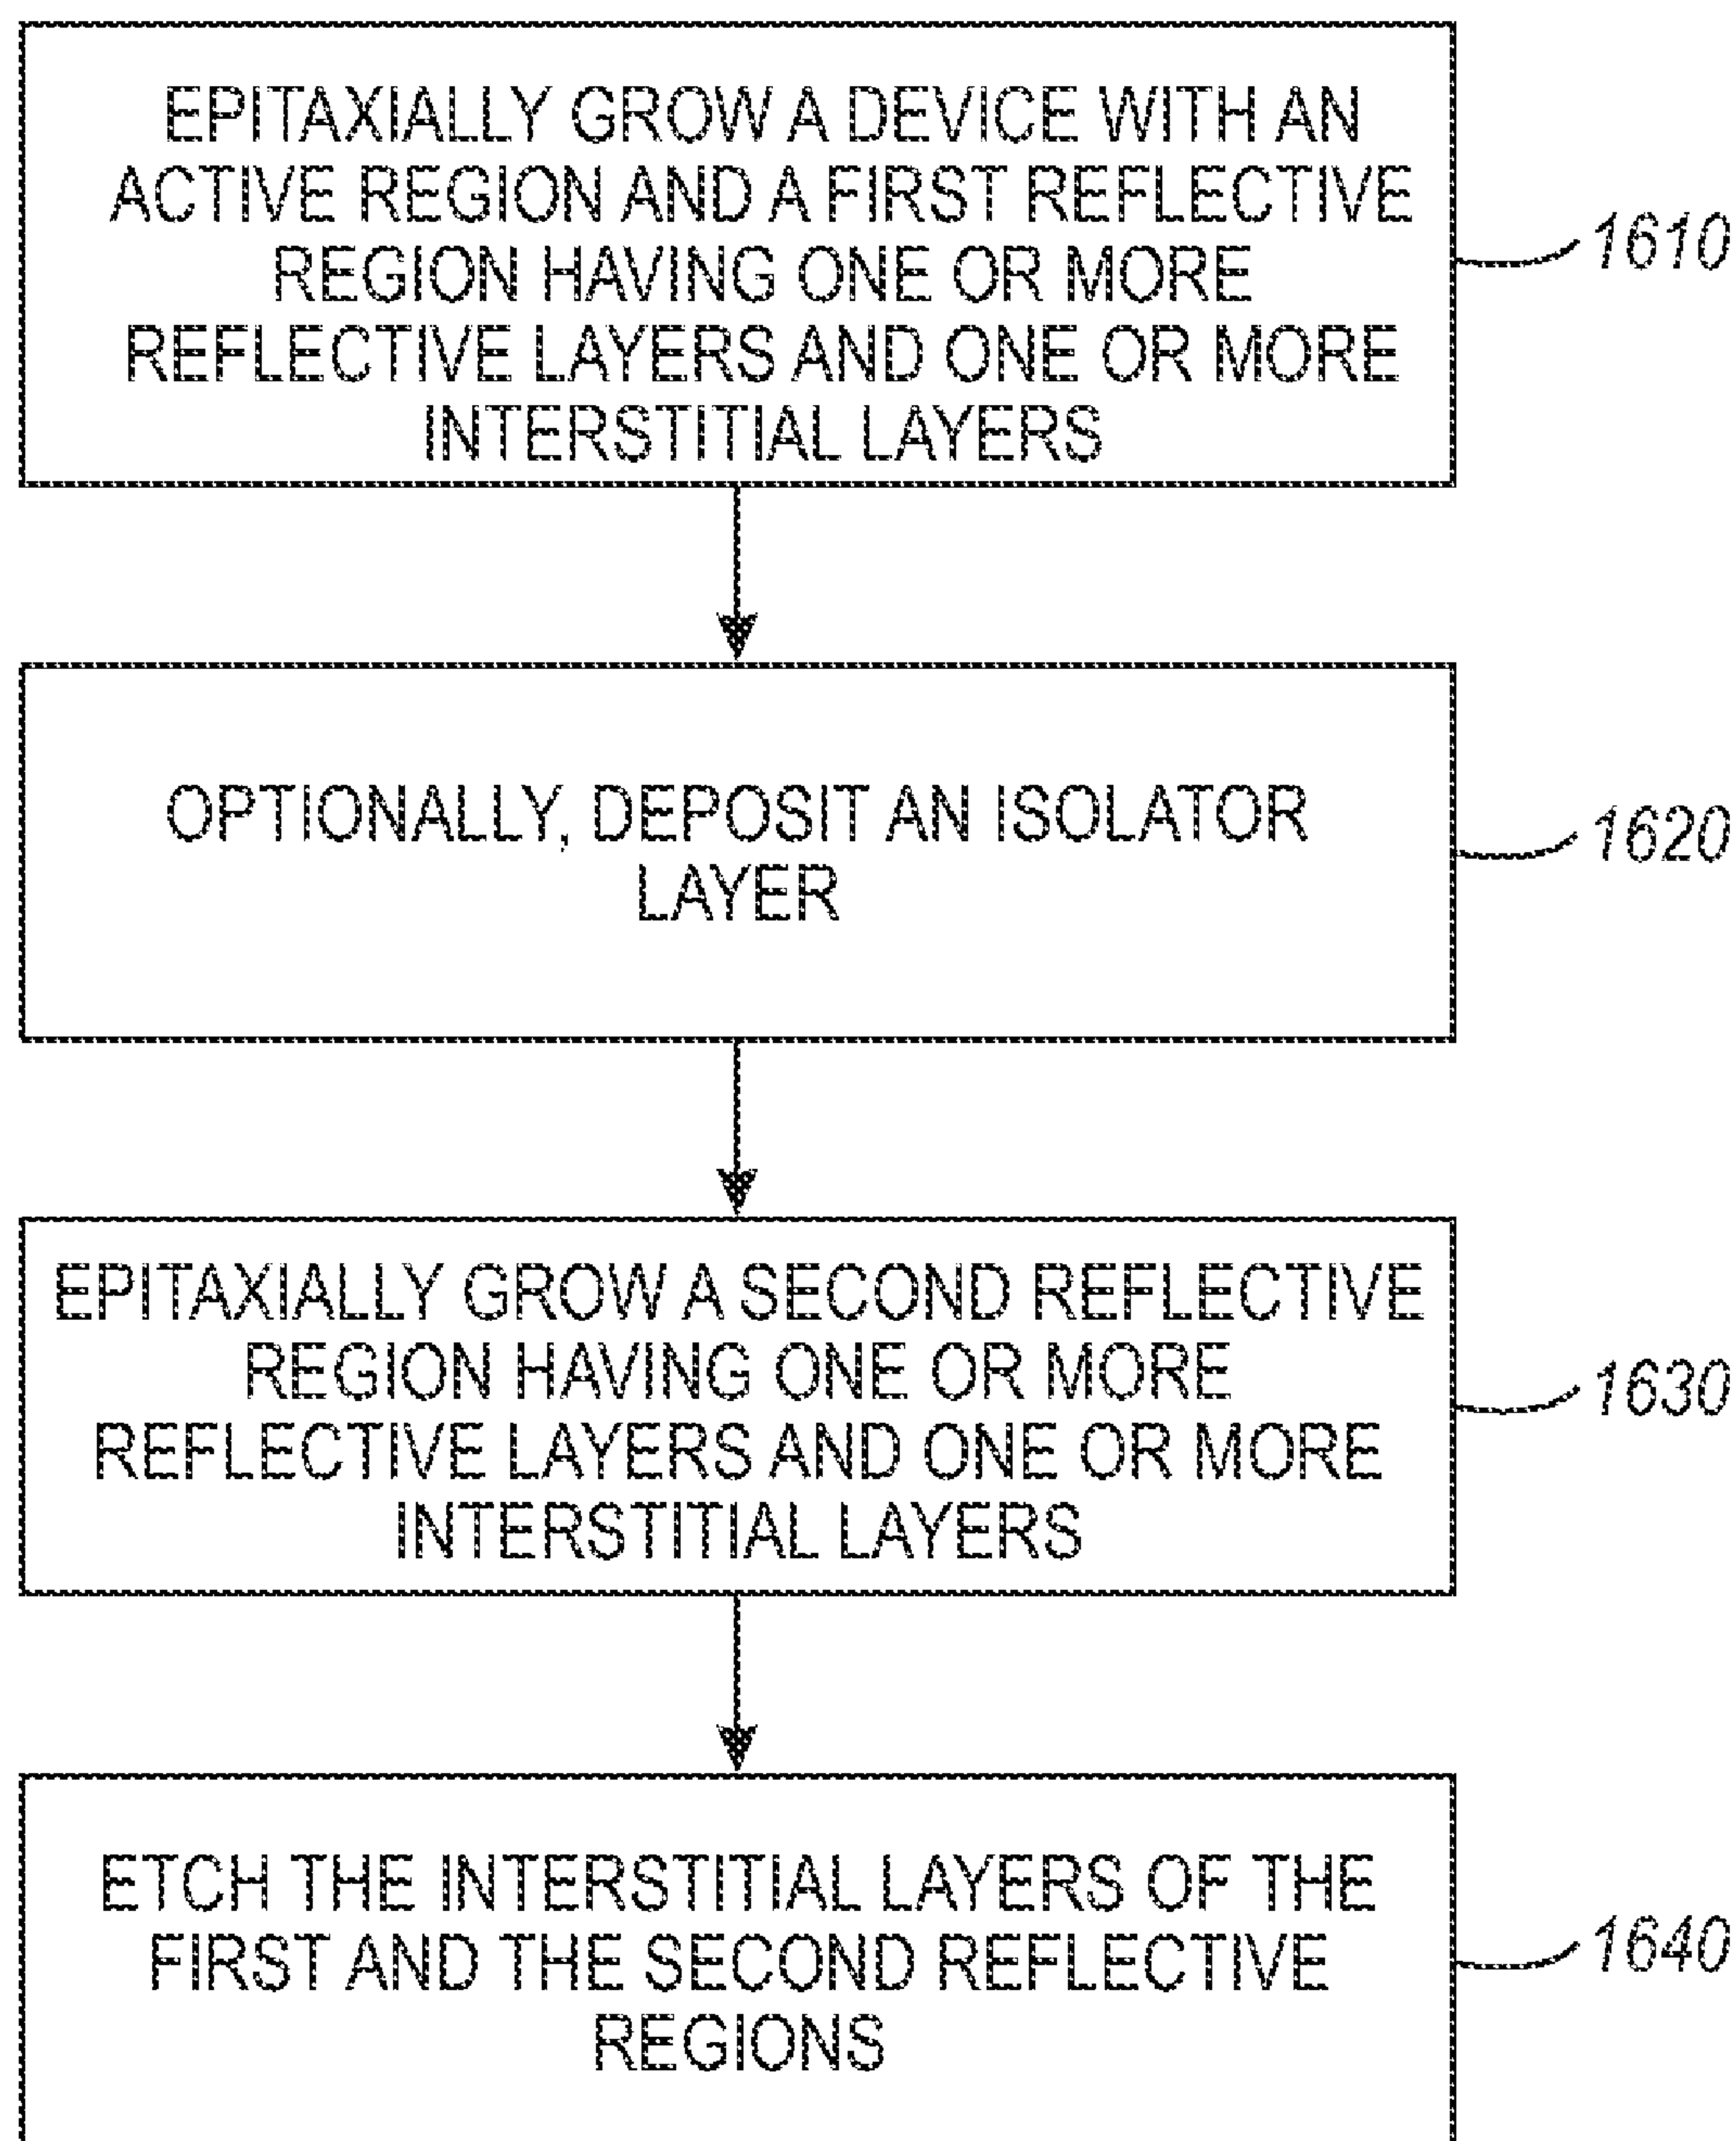 EPITAXIALLY GROW A DEVICE WITH AN
ACTIVE REGION AND A FIRST REFLECTIVE
REGION HAVING ONE OR MORE
REFLECTIVE LAYERS AND ONE OR MORE
INTERSTITIAL LAYERS
1610
OPTIONALLY, DEPOSIT AN ISOLATOR
LAYER
1620
EPITAXIALLY GROW A SECOND REFLECTIVE
REGION HAVING ONE OR MORE
REFLECTIVE LAYERS AND ONE OR MORE
INTERSTITIAL LAYERS
1630
ETCH THE INTERSTITIAL LAYERS OF THE
FIRST AND THE SECOND REFLECTIVE
REGIONS
1640